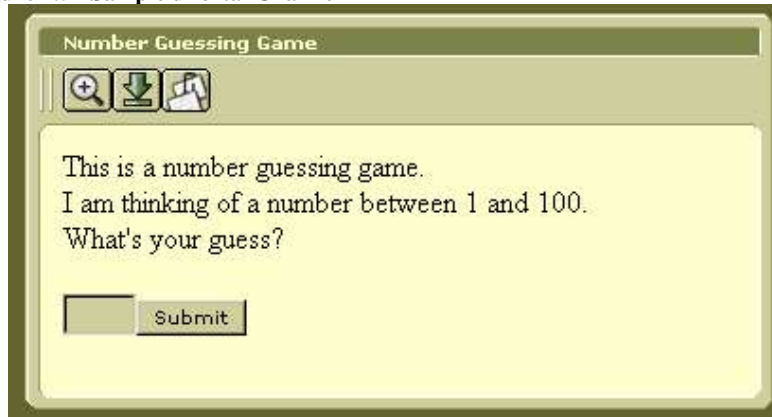 Number Guessing Game
This is a number guessing game.
I am thinking of a number between 1 and 100.
What's your guess?
Submit